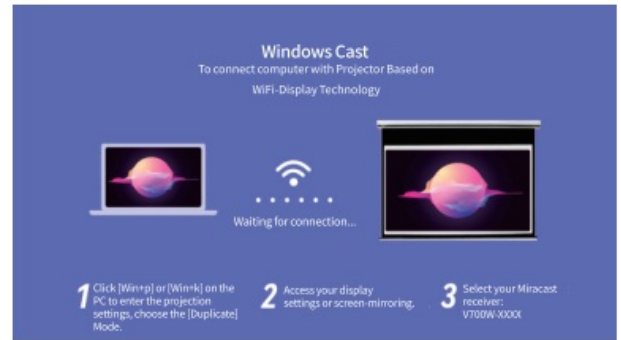 Windows Cast
To connect computer with Projector Based on
WiFi-Display Technology
Waiting for connection...
1 Click [Win+p] or [Win+k] on the
PC to enter the projection
settings, choose the [Duplicate]
Mode.
2 Access your display
settings or screen-mirroring.
3 Select your Miracast
receiver:
V700W-XXXX